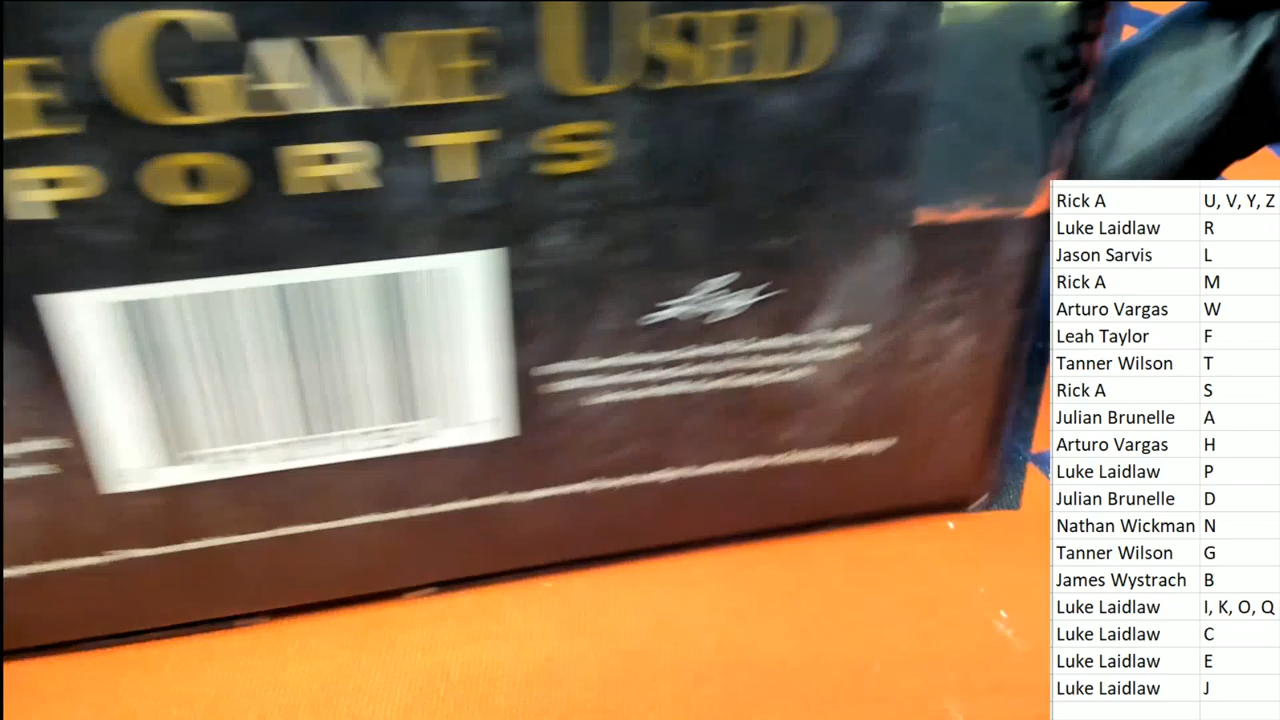 E GAME USED
PORTS
Rick A U, V, Y, Z
Luke Laidlaw R
Jason Sarvis L
Rick A M
Arturo Vargas W
Leah Taylor F
Tanner Wilson T
Rick A S
Julian Brunelle A
Arturo Vargas H
Luke Laidlaw P
Julian Brunelle D
Nathan Wickman N
Tanner Wilson G
James Wystrach B
Luke Laidlaw I, K, O, Q
Luke Laidlaw C
Luke Laidlaw E
Luke Laidlaw J